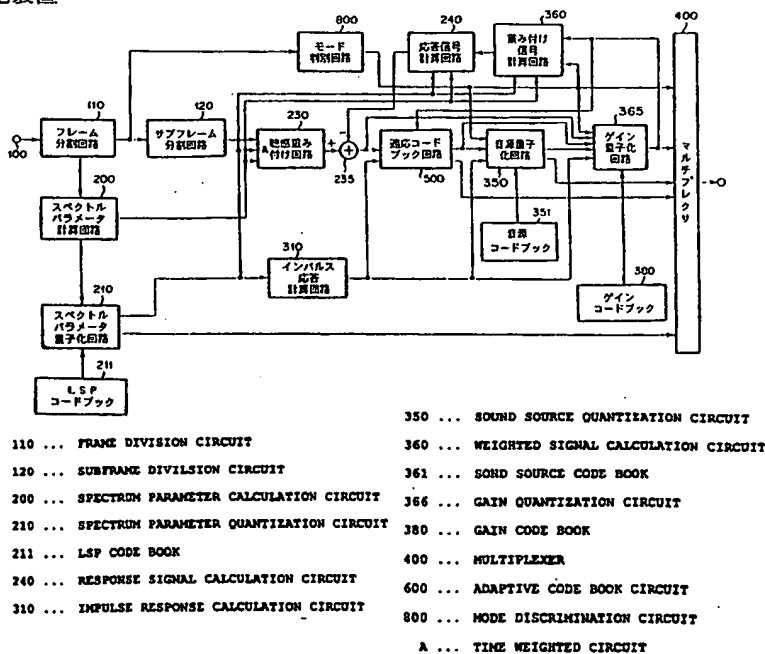 化装置
800
モード
判別回路
240
応答信号
計算回路
360
重み付け
信号
計算回路
400
110
フレーム
分割回路
100
120
サブフレーム
分割回路
230
聴感重み
付け回路
A
+
-
235
適応コード
ブック回路
500
音源量子
化回路
350
365
ゲイン
量子化
回路
マルチプレクサ
200
スペクトル
パラメータ
計算回路
310
インパルス
応答
計算回路
351
音源
コードブック
380
ゲイン
コードブック
210
スペクトル
パラメータ
量子化回路
211
LSP
コードブック
110 ... FRAME DIVISION CIRCUIT
120 ... SUBFRAME DIVILSION CIRCUIT
200 ... SPECTRUM PARAMETER CALCULATION CIRCUIT
210 ... SPECTRUM PARAMETER QUANTIZATION CIRCUIT
211 ... LSP CODE BOOK
240 ... RESPONSE SIGNAL CALCULATION CIRCUIT
310 ... IMPULSE RESPONSE CALCULATION CIRCUIT
350 ... SOUND SOURCE QUANTIZATION CIRCUIT
360 ... WEIGHTED SIGNAL CALCULATION CIRCUIT
361 ... SOHD SOURCE CODE BOOK
366 ... GAIN QUANTIZATION CIRCUIT
380 ... GAIN CODE BOOK
400 ... MULTIPLEXER
600 ... ADAPTIVE CODE BOOK CIRCUIT
800 ... MODE DISCRIMINATION CIRCUIT
A ... TIME WEIGHTED CIRCUIT